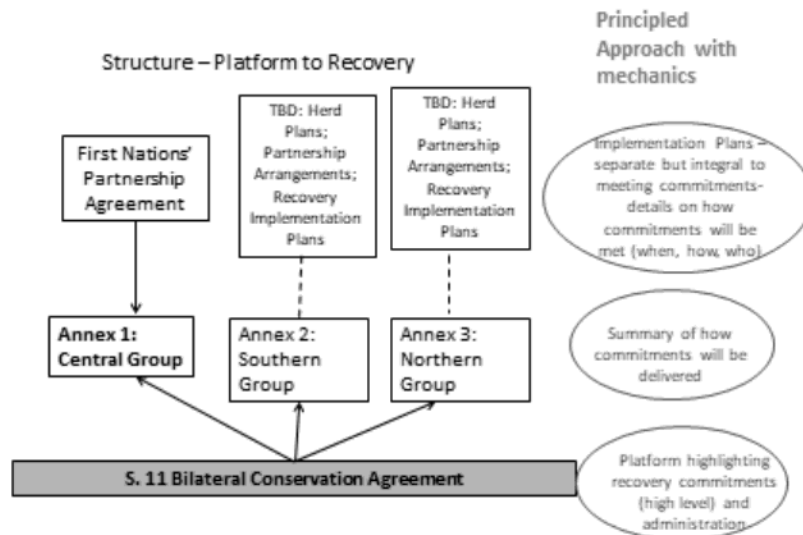 Principled
Approach with
mechanics
Structure – Platform to Recovery
First Nations'
Partnership
Agreement
TBD: Herd
Plans;
Partnership
Arrangements;
Recovery
Implementation
Plans
TBD: Herd
Plans;
Partnership
Arrangements;
Recovery
Implementation
Plans
Implementation Plans –
separate but integral to
meeting commitments-
details on how
commitments will be
met (when, how, who)
Annex 1:
Central Group
Annex 2:
Southern
Group
Annex 3:
Northern
Group
Summary of how
commitments will be
delivered
S. 11 Bilateral Conservation Agreement
Platform highlighting
recovery commitments
(high level) and
administration